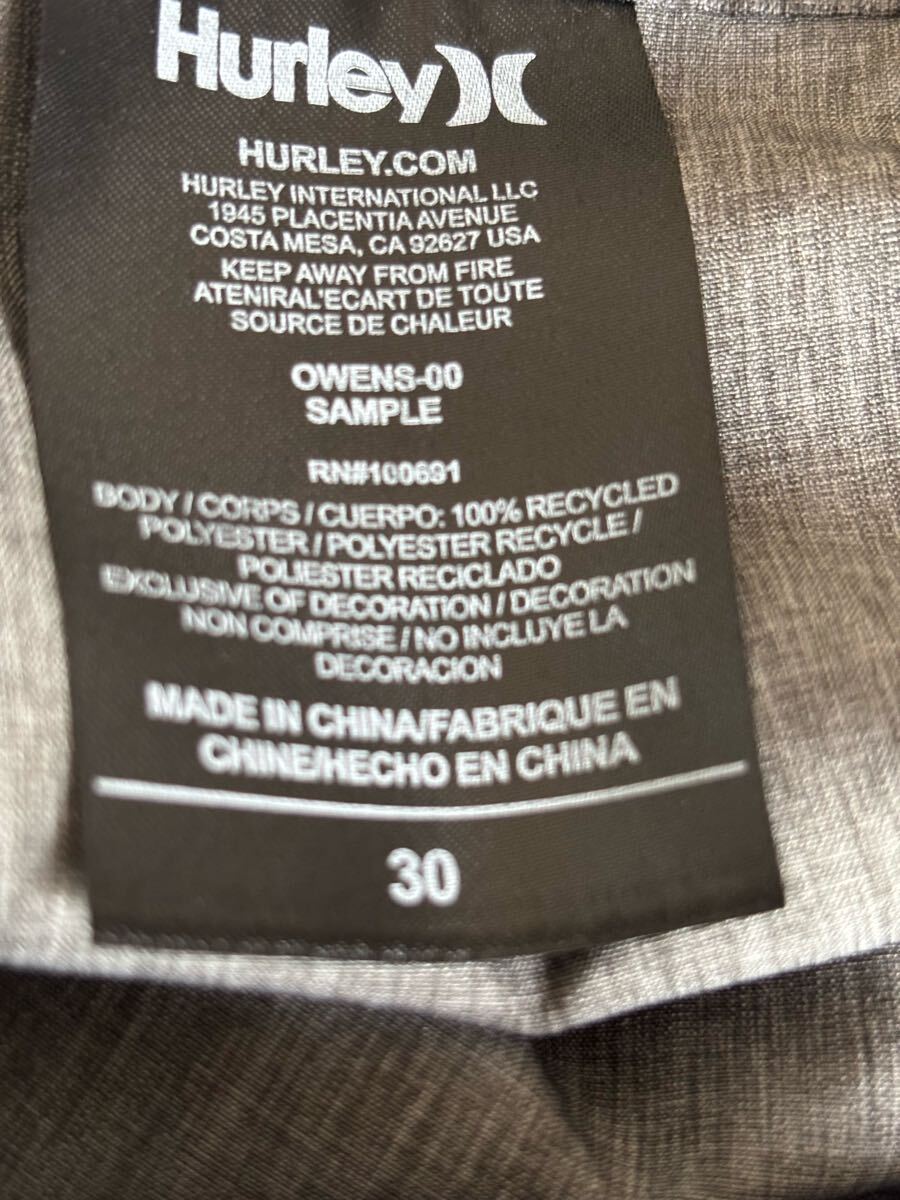 Hurley
HURLEY.COM
HURLEY INTERNATIONAL LLC
1945 PLACENTIA AVENUE
COSTA MESA, CA 92627 USA
KEEP AWAY FROM FIRE
ATENIRAL'ECART DE TOUTE
SOURCE DE CHALEUR
OWENS-00
SAMPLE
RN#100691
BODY / CORPS / CUERPO: 100% RECYCLED
POLYESTER / POLYESTER RECYCLE /
POLIESTER RECICLADO
EXCLUSIVE OF DECORATION / DECORATION
NON COMPRISE / NO INCLUYE LA
DECORACION
MADE IN CHINA/FABRIQUE EN
CHINE/HECHO EN CHINA
30